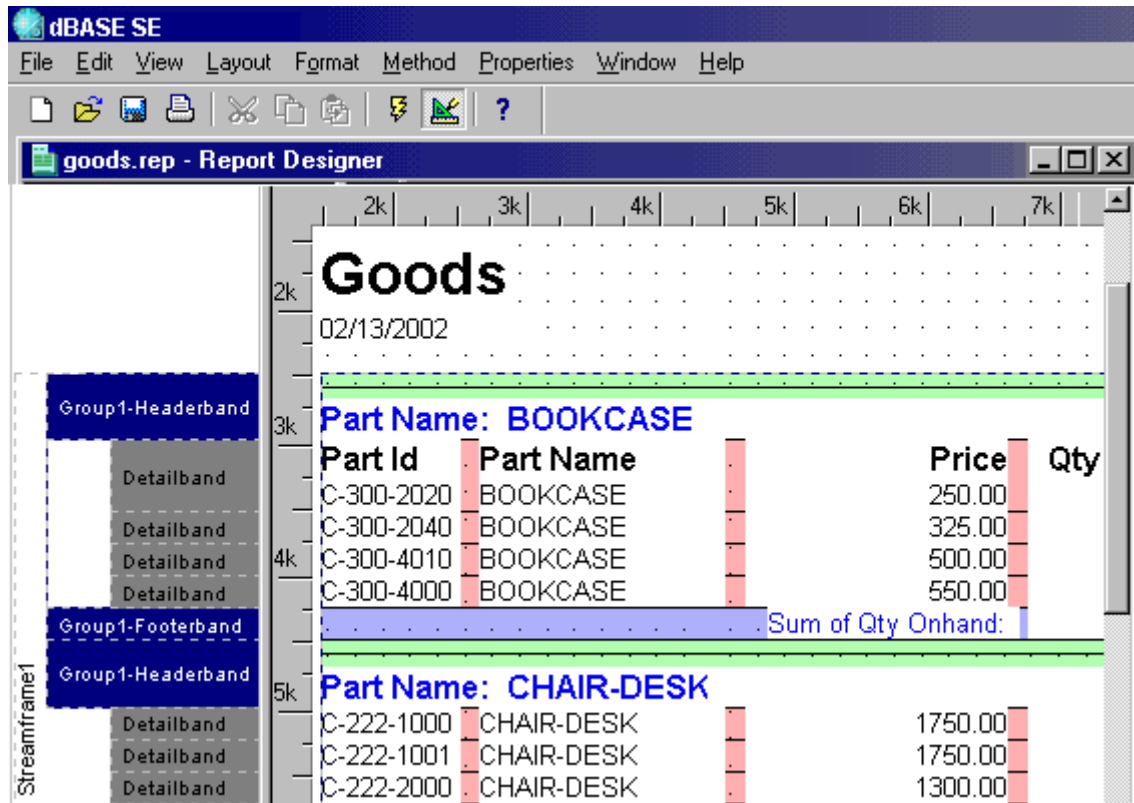 dBASE SE
File Edit View Layout Format Method Properties Window Help
?
goods.rep - Report Designer
2k 3k 4k 5k 6k 7k
Goods
2k
02/13/2002
Group1-Headerband
Part Name: BOOKCASE
3k
Part Id Part Name Price Qty
Detailband
C-300-2020 BOOKCASE 250.00
Detailband C-300-2040 BOOKCASE 325.00
4k
Detailband C-300-4010 BOOKCASE 500.00
Detailband C-300-4000 BOOKCASE 550.00
Group1-Footerband Sum of Qty Onhand:
Group1-Headerband
5k
Part Name: CHAIR-DESK
Detailband C-222-1000 CHAIR-DESK 1750.00
Detailband C-222-1001 CHAIR-DESK 1750.00
Detailband C-222-2000 CHAIR-DESK 1300.00
Streamframe1